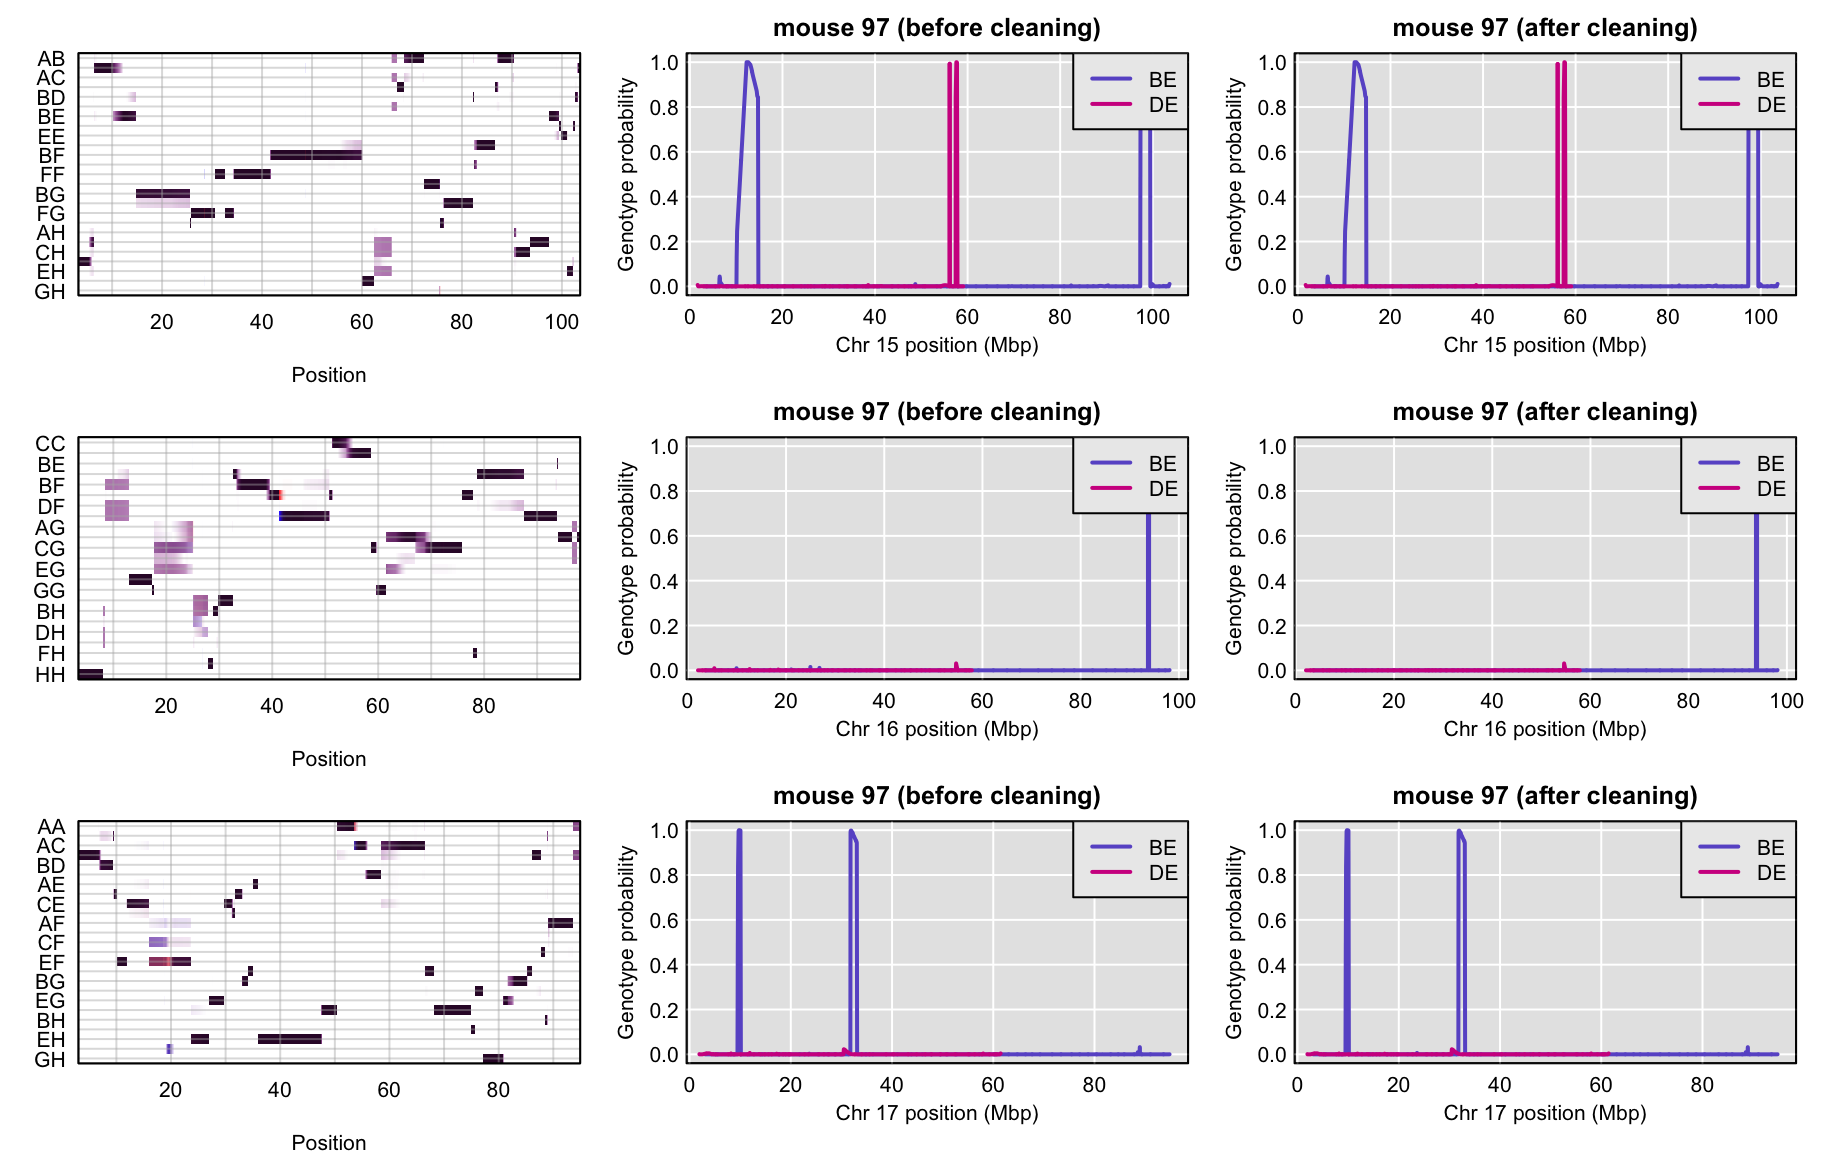 mouse 97 (before cleaning)
mouse 97 (after cleaning)
AB
AC
BD
BE
EE
BF
FF
BG
FG
AH
CH
EH
GH
20 40 60 80 100
Position
Genotype probability
1.0
0.8
0.6
0.4
0.2
0.0
BE
DE
0 20 40 60 80 100
Chr 15 position (Mbp)
Genotype probability
1.0
0.8
0.6
0.4
0.2
0.0
BE
DE
0 20 40 60 80 100
Chr 15 position (Mbp)
mouse 97 (before cleaning)
mouse 97 (after cleaning)
CC
BE
BF
DF
AG
CG
EG
GG
BH
DH
FH
HH
20 40 60 80
Position
Genotype probability
1.0
0.8
0.6
0.4
0.2
0.0
BE
DE
0 20 40 60 80 100
Chr 16 position (Mbp)
Genotype probability
1.0
0.8
0.6
0.4
0.2
0.0
BE
DE
0 20 40 60 80 100
Chr 16 position (Mbp)
mouse 97 (before cleaning)
mouse 97 (after cleaning)
AA
AC
BD
AE
CE
AF
CF
EF
BG
EG
BH
EH
GH
20 40 60 80
Position
Genotype probability
1.0
0.8
0.6
0.4
0.2
0.0
BE
DE
0 20 40 60 80
Chr 17 position (Mbp)
Genotype probability
1.0
0.8
0.6
0.4
0.2
0.0
BE
DE
0 20 40 60 80
Chr 17 position (Mbp)